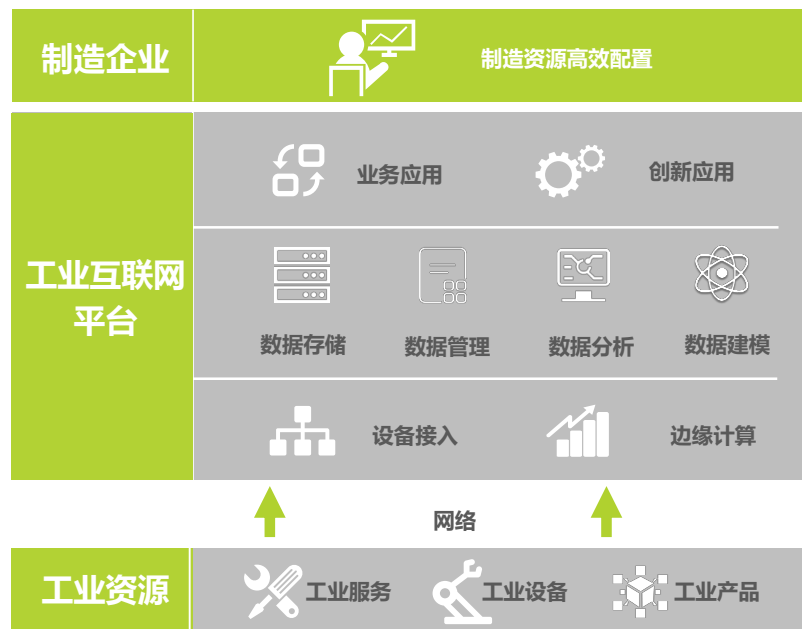 制造企业
制造资源高效配置
业务应用
创新应用
工业互联网
平台
数据存储
数据管理
数据分析
数据建模
设备接入
边缘计算
网络
工业资源
工业服务
工业设备
工业产品